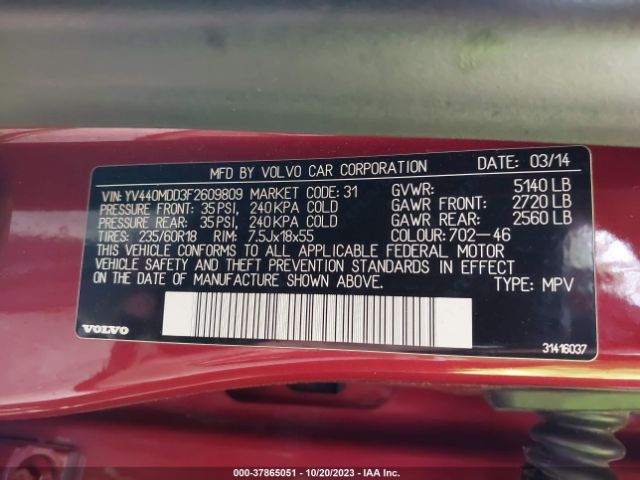 MFD BY VOLVO CAR CORPORATION DATE: 03/14
VIN: YV440MDD3F2609809 MARKET CODE: 31 GVWR: 5140 LB
PRESSURE FRONT: 35 PSI, 240 KPA COLD GAWR FRONT: 2720 LB
PRESSURE REAR: 35 PSI, 240 KPA COLD GAWR REAR: 2560 LB
TIRES: 235/60R18 RIM: 7.5Jx18x55 COLOUR: 702-46
THIS VEHICLE CONFORMS TO ALL APPLICABLE FEDERAL MOTOR
VEHICLE SAFETY AND THEFT PREVENTION STANDARDS IN EFFECT
ON THE DATE OF MANUFACTURE SHOWN ABOVE. TYPE: MPV
VOLVO
31416037
000-37865051 | 10/20/2023 | IAA Inc.